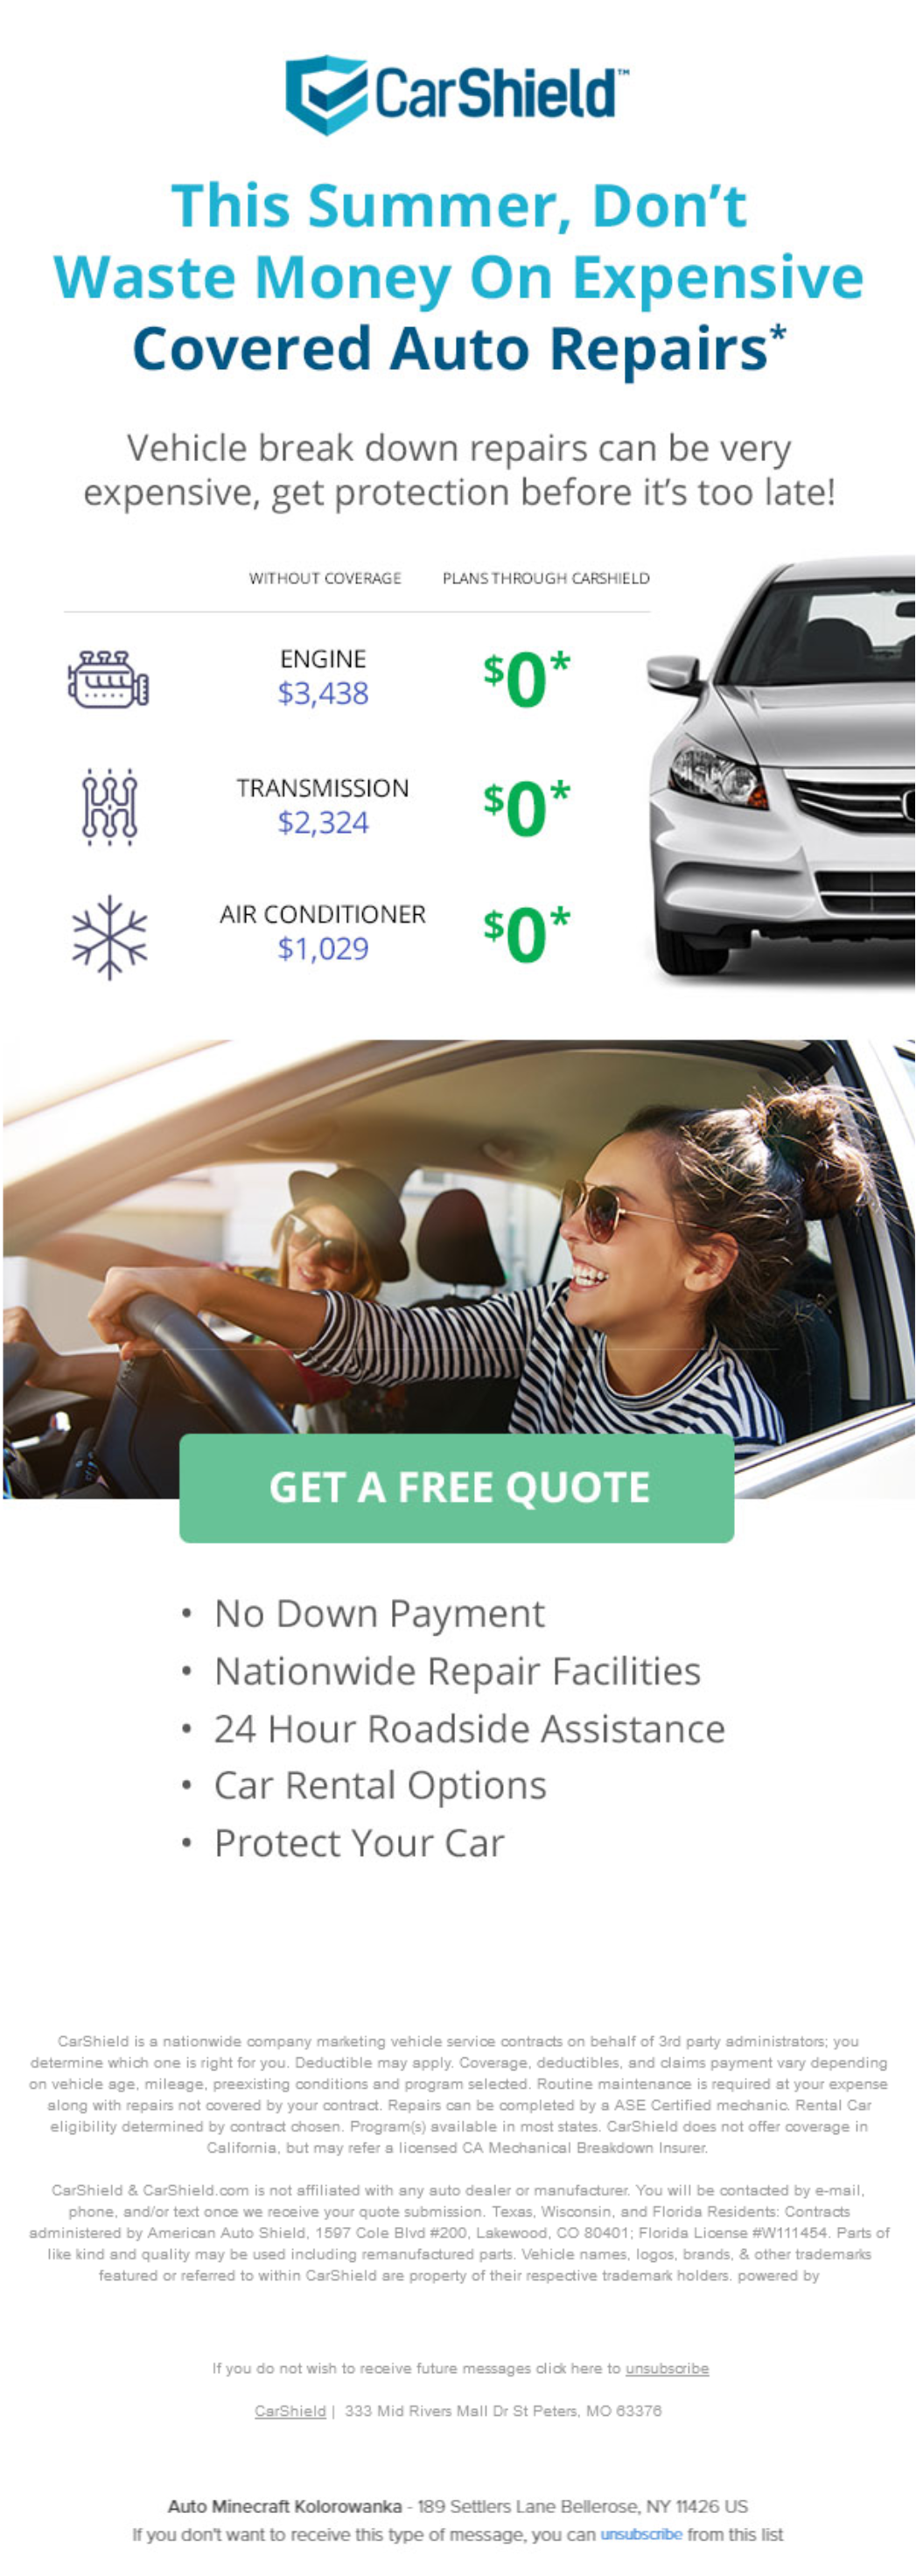 CarShield™
This Summer, Don't
Waste Money On Expensive
Covered Auto Repairs*
Vehicle break down repairs can be very
expensive, get protection before it's too late!
WITHOUT COVERAGE PLANS THROUGH CARSHIELD
ENGINE
$3,438 $0*
TRANSMISSION
$2,324 $0*
AIR CONDITIONER
$1,029 $0*
GET A FREE QUOTE
• No Down Payment
• Nationwide Repair Facilities
• 24 Hour Roadside Assistance
• Car Rental Options
• Protect Your Car
CarShield is a nationwide company marketing vehicle service contracts on behalf of 3rd party administrators; you
determine which one is right for you. Deductible may apply. Coverage, deductibles, and claims payment vary depending
on vehicle age, mileage, preexisting conditions and program selected. Routine maintenance is required at your expense
along with repairs not covered by your contract. Repairs can be completed by a ASE Certified mechanic. Rental Car
eligibility determined by contract chosen. Program(s) available in most states. CarShield does not offer coverage in
California, but may refer a licensed CA Mechanical Breakdown Insurer.
CarShield & CarShield.com is not affiliated with any auto dealer or manufacturer. You will be contacted by e-mail,
phone, and/or text once we receive your quote submission. Texas, Wisconsin, and Florida Residents: Contracts
administered by American Auto Shield, 1597 Cole Blvd #200, Lakewood, CO 80401; Florida License #W111454. Parts of
like kind and quality may be used including remanufactured parts. Vehicle names, logos, brands, & other trademarks
featured or referred to within CarShield are property of their respective trademark holders. powered by
If you do not wish to receive future messages click here to unsubscribe
CarShield | 333 Mid Rivers Mall Dr St Peters, MO 63376
Auto Minecraft Kolorowanka - 189 Settlers Lane Bellerose, NY 11426 US
If you don't want to receive this type of message, you can unsubscribe from this list